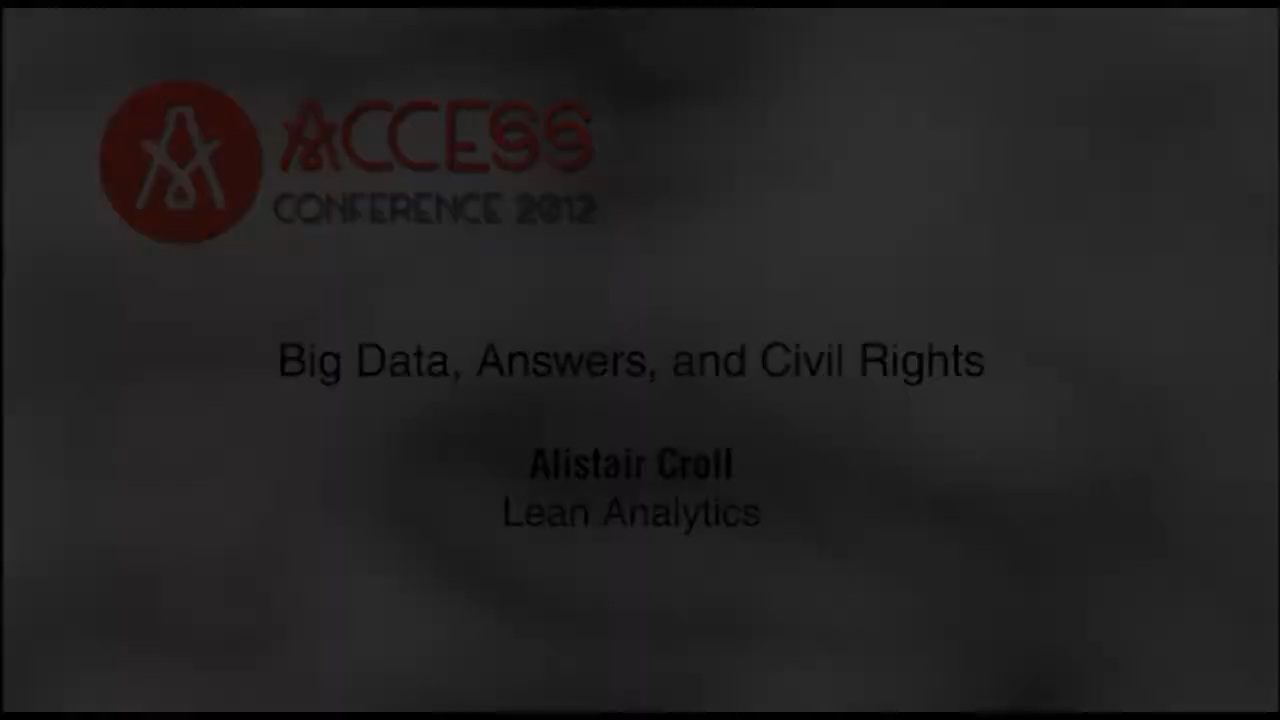 ACCESS
CONFERENCE 2012
Big Data, Answers, and Civil Rights
Alistair Croll
Lean Analytics